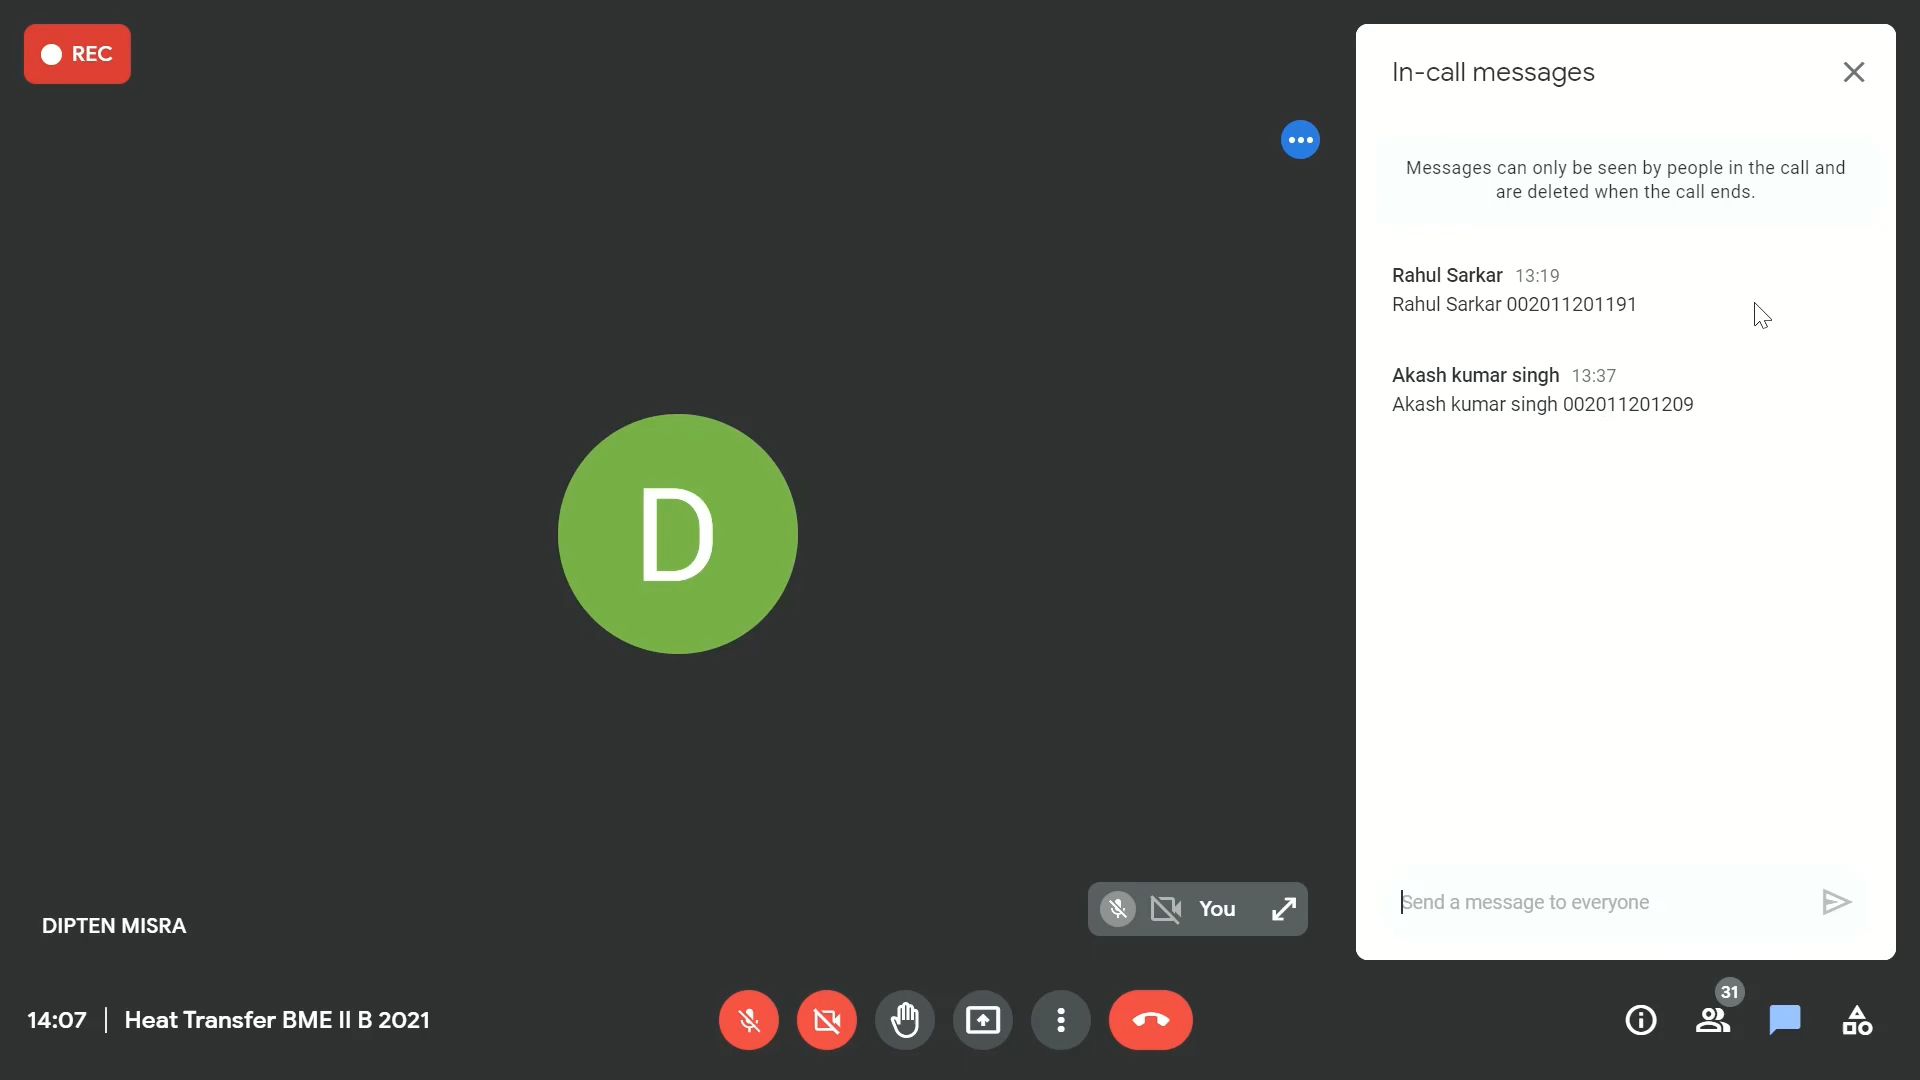 REC
In-call messages
Messages can only be seen by people in the call and
are deleted when the call ends.
Rahul Sarkar 13:19
Rahul Sarkar 002011201191
Akash kumar singh 13:37
Akash kumar singh 002011201209
D
DIPTEN MISRA
You
Send a message to everyone
14:07 | Heat Transfer BME II B 2021
31